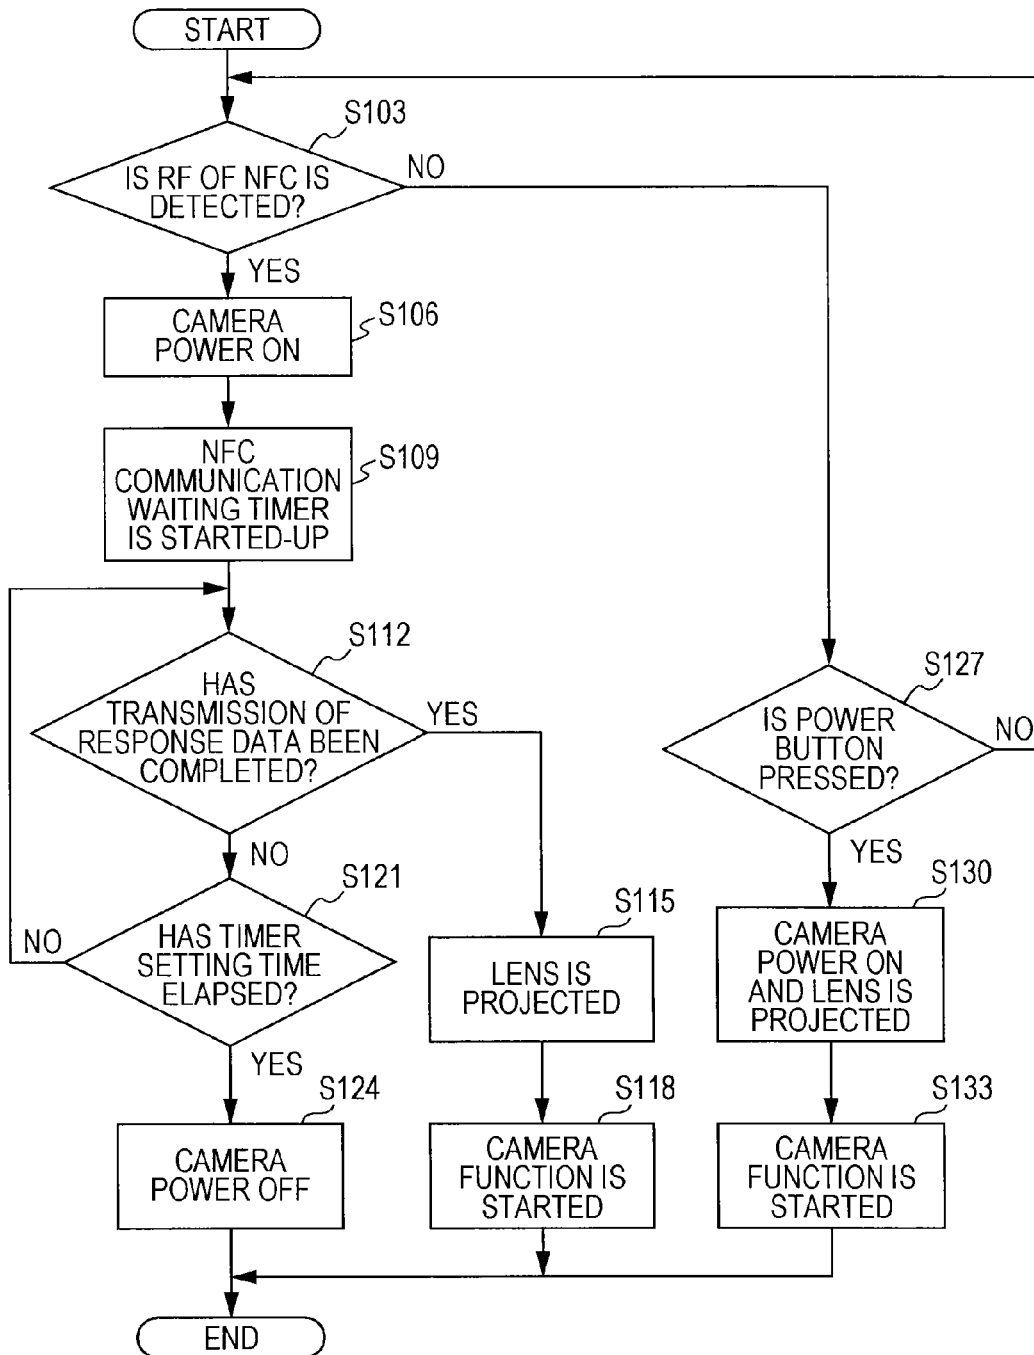 START
S103
IS RF OF NFC IS
DETECTED?
NO
YES
CAMERA
POWER ON
S106
NFC
COMMUNICATION
WAITING TIMER
IS STARTED-UP
S109
S112
HAS
TRANSMISSION OF
RESPONSE DATA BEEN
COMPLETED?
YES
NO
S127
IS POWER
BUTTON
PRESSED?
NO
YES
S121
HAS TIMER
SETTING TIME
ELAPSED?
NO
YES
S115
LENS IS
PROJECTED
S130
CAMERA
POWER ON
AND LENS IS
PROJECTED
S124
CAMERA
POWER OFF
S118
CAMERA
FUNCTION IS
STARTED
S133
CAMERA
FUNCTION IS
STARTED
END